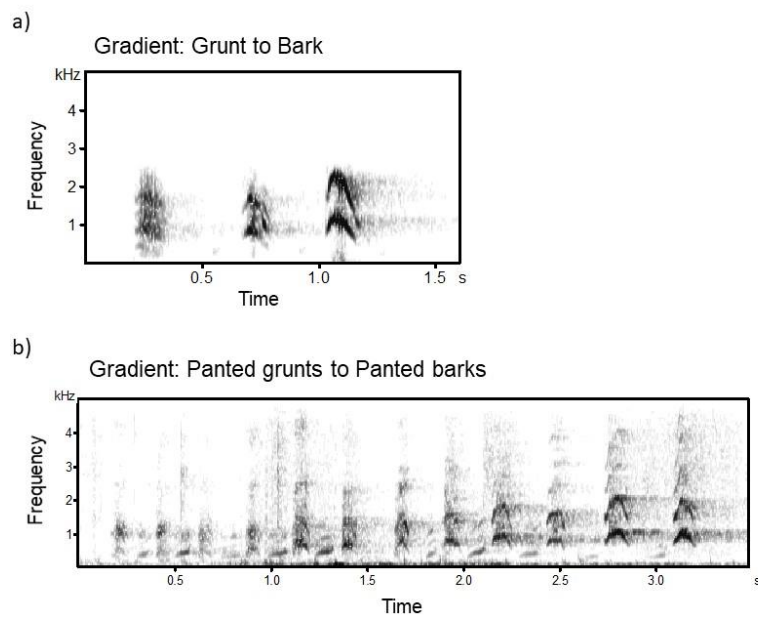 a)
Gradient: Grunt to Bark
kHz
4
3
2
1
Frequency
0.5 1.0 1.5 s
Time
b)
Gradient: Panted grunts to Panted barks
kHz
4
3
2
1
Frequency
0.5 1.0 1.5 2.0 2.5 3.0 s
Time